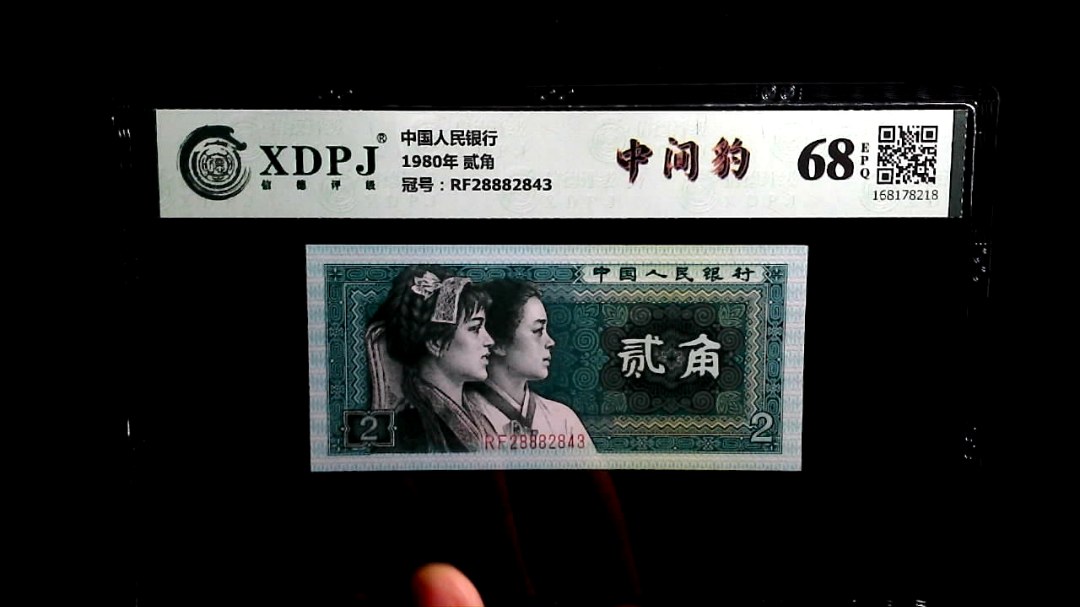 XDPJ®
信德评级
中国人民银行
1980年 贰角
冠号：RF28882843
中间豹
68
EPQ
168178218
中国人民银行
贰角
2
2
RF28882843